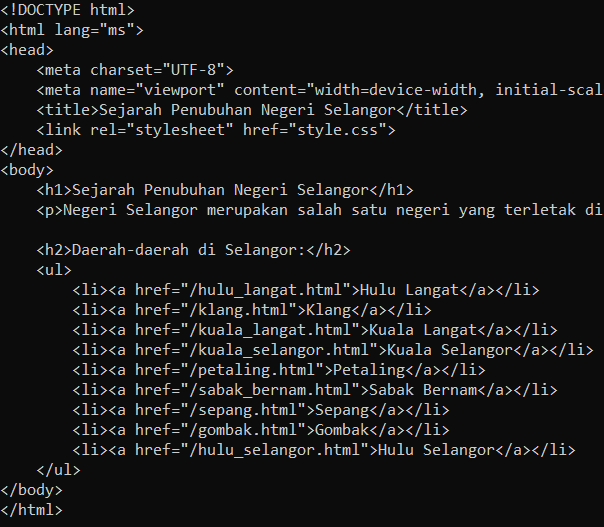 <!DOCTYPE html>
<html lang="ms">
<head>
    <meta charset="UTF-8">
    <meta name="viewport" content="width=device-width, initial-scal
    <title>Sejarah Penubuhan Negeri Selangor</title>
    <link rel="stylesheet" href="style.css">
</head>
<body>
    <h1>Sejarah Penubuhan Negeri Selangor</h1>
    <p>Negeri Selangor merupakan salah satu negeri yang terletak di
    <h2>Daerah-daerah di Selangor:</h2>
    <ul>
        <li><a href="/hulu_langat.html">Hulu Langat</a></li>
        <li><a href="/klang.html">Klang</a></li>
        <li><a href="/kuala_langat.html">Kuala Langat</a></li>
        <li><a href="/kuala_selangor.html">Kuala Selangor</a></li>
        <li><a href="/petaling.html">Petaling</a></li>
        <li><a href="/sabak_bernam.html">Sabak Bernam</a></li>
        <li><a href="/sepang.html">Sepang</a></li>
        <li><a href="/gombak.html">Gombak</a></li>
        <li><a href="/hulu_selangor.html">Hulu Selangor</a></li>
    </ul>
</body>
</html>